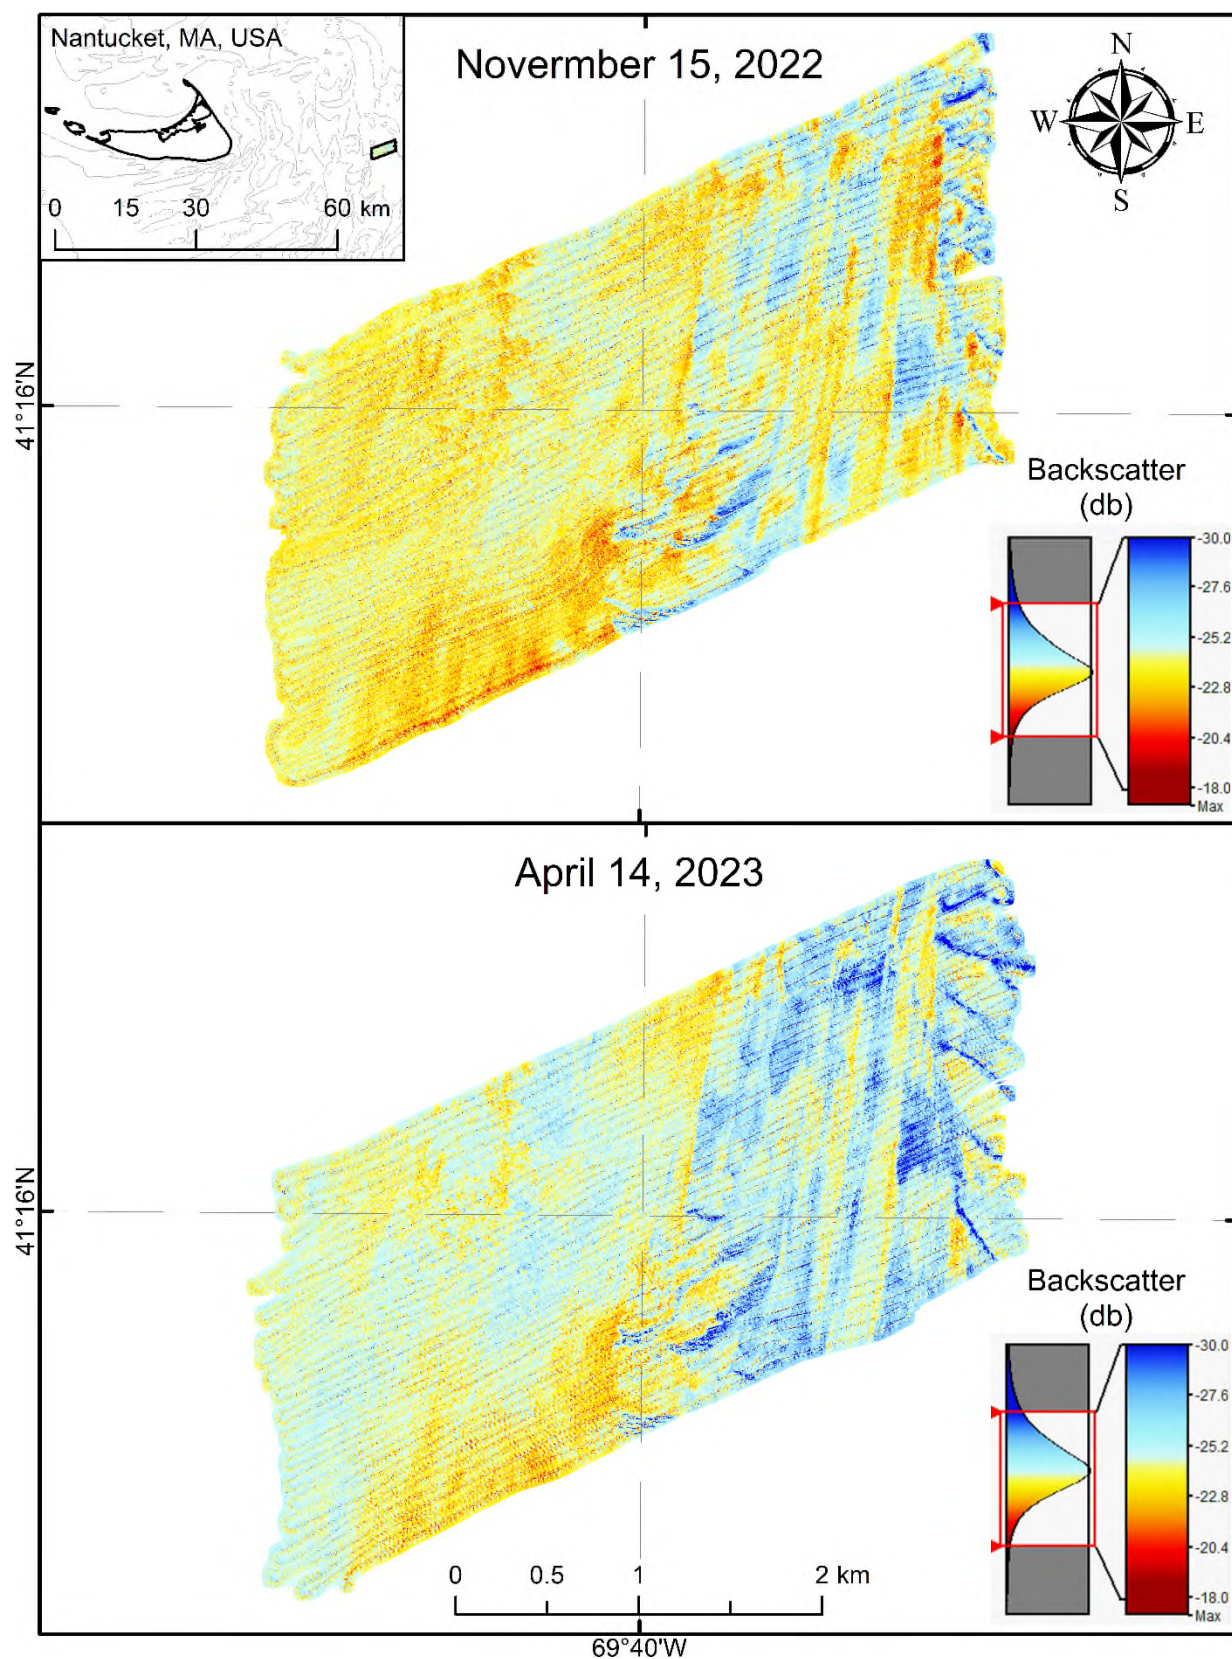 Nantucket, MA, USA
0 15 30 60 km
Novermber 15, 2022
N
W E
S
41°16'N
Backscatter
(db)
-30.0
-27.6
-25.2
-22.8
-20.4
-18.0
Max
April 14, 2023
41°16'N
Backscatter
(db)
-30.0
-27.6
-25.2
-22.8
-20.4
-18.0
Max
0 0.5 1 2 km
69°40'W